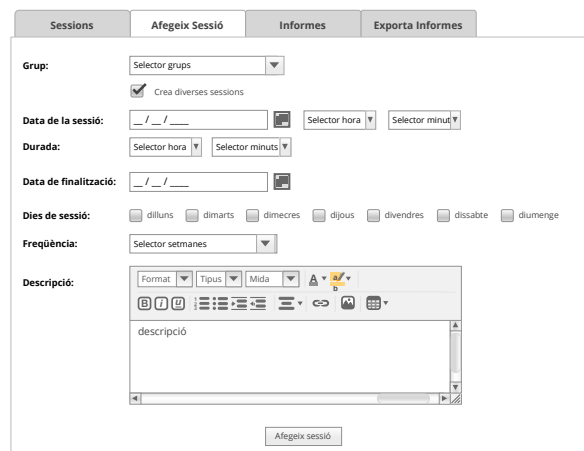 Sessions Afegeix Sessió Informes Exporta Informes
Grup: Selector grups
Crea diverses sessions
Data de la sessió: __ / __ / ____ Selector hora Selector minut
Durada: Selector hora Selector minuts
Data de finalització: __ / __ / ____
Dies de sessió: dilluns dimarts dimecres dijous divendres dissabte diumenge
Freqüència: Selector setmanes
Descripció: Format Tipus Mida A ab
B i u
descripció
Afegeix sessió